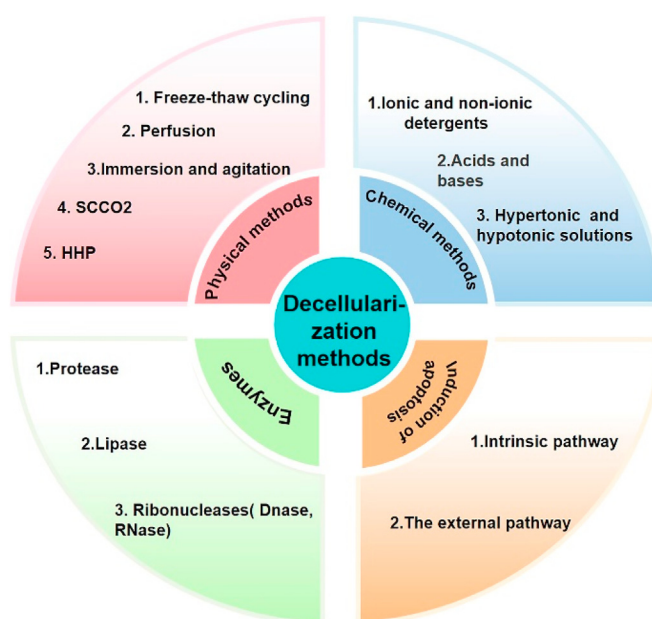 1. Freeze-thaw cycling
2. Perfusion
3.Immersion and agitation
4. SCCO2
5. HHP
Physical methods
1.Ionic and non-ionic
detergents
2.Acids and
bases
3. Hypertonic and
hypotonic solutions
Chemical methods
Decellulari-
zation
methods
Enzymes
1.Protease
2.Lipase
3. Ribonucleases( Dnase,
RNase)
Induction of
apoptosis
1.Intrinsic pathway
2.The external pathway